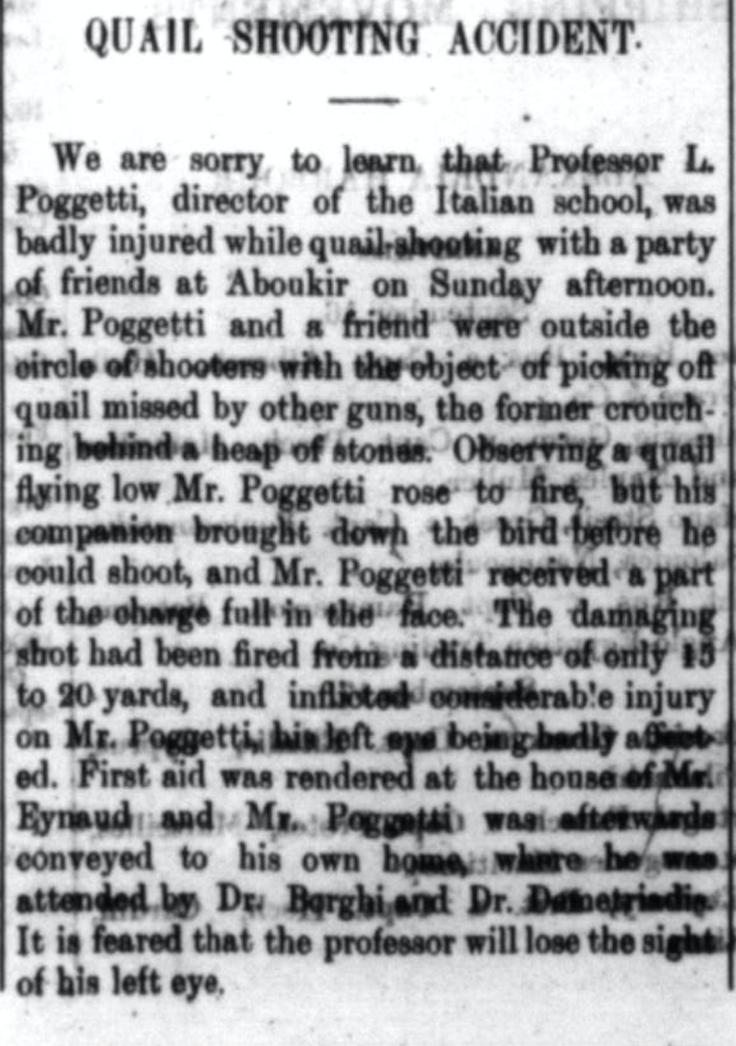 QUAIL SHOOTING ACCIDENT.
We are sorry to learn that Professor L.
Poggetti, director of the Italian school, was
badly injured while quail-shooting with a party
of friends at Aboukir on Sunday afternoon.
Mr. Poggetti and a friend were outside the
circle of shooters with the object of picking off
quail missed by other guns, the former crouch-
ing behind a heap of stones. Observing a quail
flying low Mr. Poggetti rose to fire, but his
companion brought down the bird before he
could shoot, and Mr. Poggetti received a part
of the charge full in the face. The damaging
shot had been fired from a distance of only 15
to 20 yards, and inflicted considerable injury
on Mr. Poggetti, his left eye being badly affect-
ed. First aid was rendered at the house of Mr.
Eynaud and Mr. Poggetti was afterwards
conveyed to his own home, where he was
attended by Dr. Borghi and Dr. Demetriadis.
It is feared that the professor will lose the sight
of his left eye.